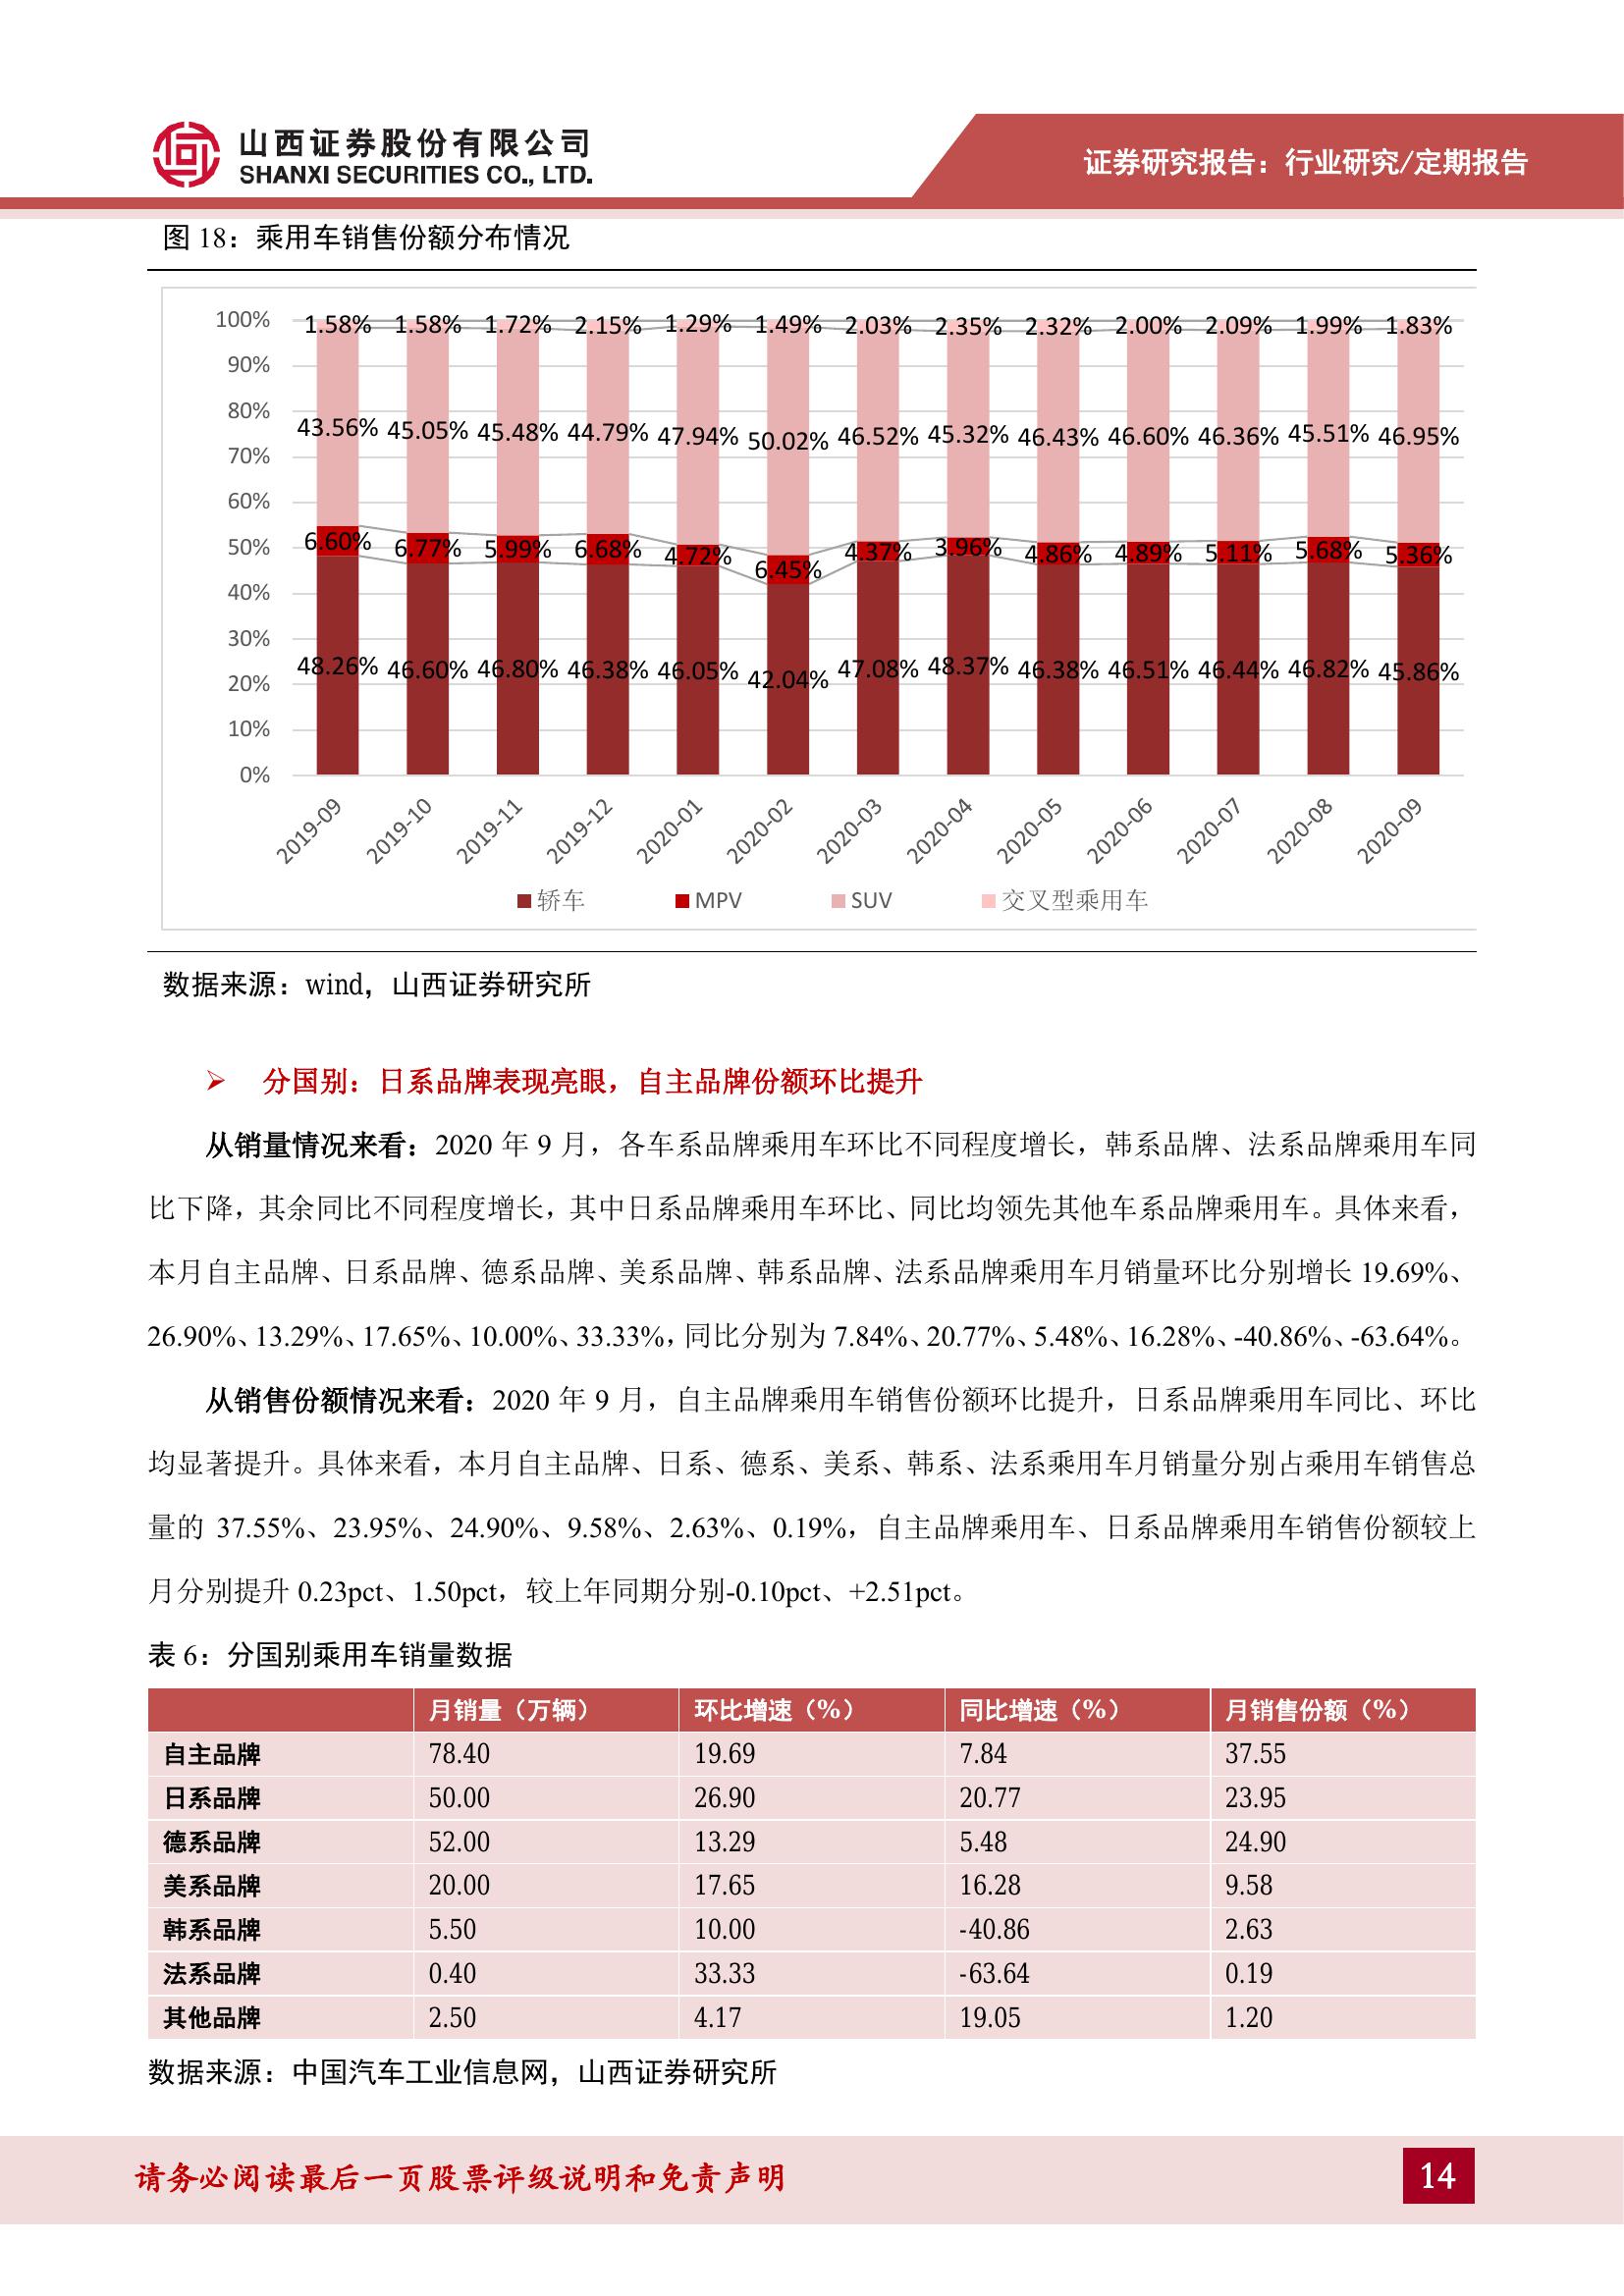 山西证券股份有限公司
SHANXI SECURITIES CO., LTD.
证券研究报告：行业研究/定期报告
图 18：乘用车销售份额分布情况
100%
90%
80%
70%
60%
50%
40%
30%
20%
10%
0%
1.58% 1.58% 1.72% 2.15% 1.29% 1.49% 2.03% 2.35% 2.32% 2.00% 2.09% 1.99% 1.83%
43.56% 45.05% 45.48% 44.79% 47.94% 50.02% 46.52% 45.32% 46.43% 46.60% 46.36% 45.51% 46.95%
6.60% 6.77% 5.99% 6.68% 4.72% 6.45% 4.37% 3.96% 4.86% 4.89% 5.11% 5.68% 5.36%
48.26% 46.60% 46.80% 46.38% 46.05% 42.04% 47.08% 48.37% 46.38% 46.51% 46.44% 46.82% 45.86%
2019-09 2019-10 2019-11 2019-12 2020-01 2020-02 2020-03 2020-04 2020-05 2020-06 2020-07 2020-08 2020-09
轿车 MPV SUV 交叉型乘用车
数据来源：wind，山西证券研究所
➢ 分国别：日系品牌表现亮眼，自主品牌份额环比提升
从销量情况来看：2020 年 9 月，各车系品牌乘用车环比不同程度增长，韩系品牌、法系品牌乘用车同
比下降，其余同比不同程度增长，其中日系品牌乘用车环比、同比均领先其他车系品牌乘用车。具体来看，
本月自主品牌、日系品牌、德系品牌、美系品牌、韩系品牌、法系品牌乘用车月销量环比分别增长 19.69%、
26.90%、13.29%、17.65%、10.00%、33.33%，同比分别为 7.84%、20.77%、5.48%、16.28%、-40.86%、-63.64%。
从销售份额情况来看：2020 年 9 月，自主品牌乘用车销售份额环比提升，日系品牌乘用车同比、环比
均显著提升。具体来看，本月自主品牌、日系、德系、美系、韩系、法系乘用车月销量分别占乘用车销售总
量的 37.55%、23.95%、24.90%、9.58%、2.63%、0.19%，自主品牌乘用车、日系品牌乘用车销售份额较上
月分别提升 0.23pct、1.50pct，较上年同期分别-0.10pct、+2.51pct。
表 6：分国别乘用车销量数据
月销量（万辆） 环比增速（%） 同比增速（%） 月销售份额（%）
自主品牌 78.40 19.69 7.84 37.55
日系品牌 50.00 26.90 20.77 23.95
德系品牌 52.00 13.29 5.48 24.90
美系品牌 20.00 17.65 16.28 9.58
韩系品牌 5.50 10.00 -40.86 2.63
法系品牌 0.40 33.33 -63.64 0.19
其他品牌 2.50 4.17 19.05 1.20
数据来源：中国汽车工业信息网，山西证券研究所
请务必阅读最后一页股票评级说明和免责声明
14